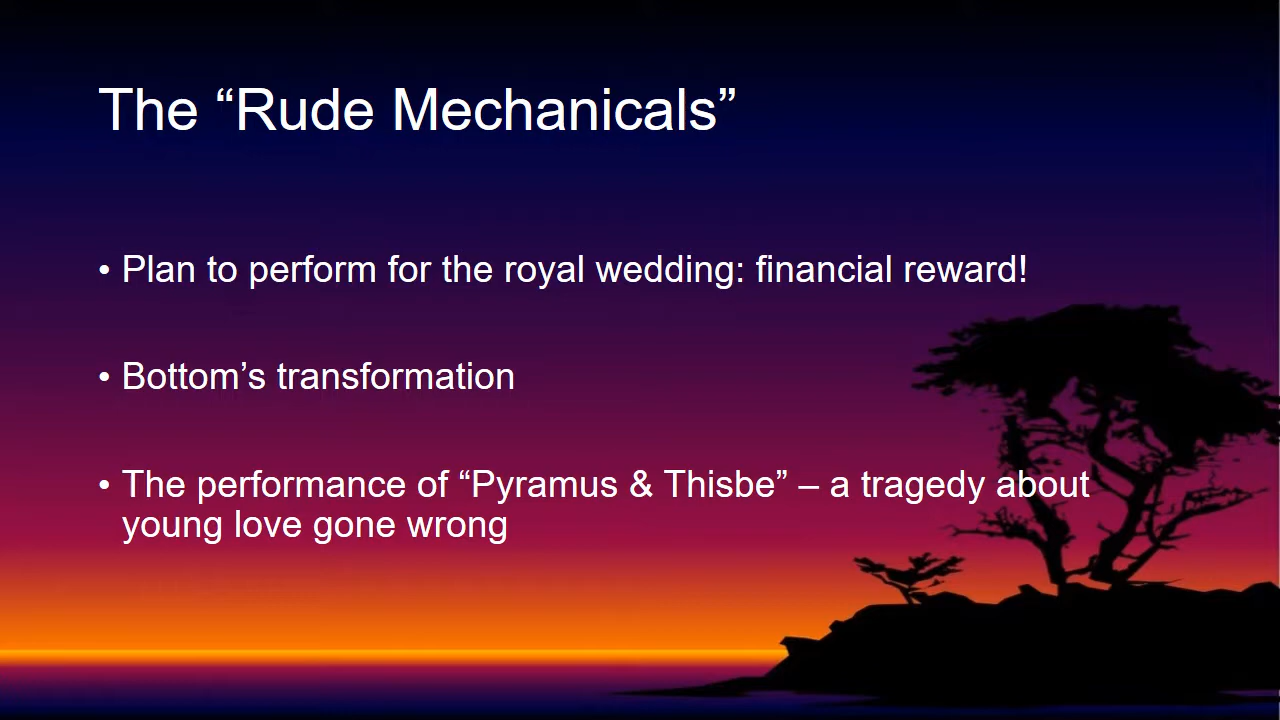 The “Rude Mechanicals”
• Plan to perform for the royal wedding: financial reward!
• Bottom’s transformation
• The performance of “Pyramus & Thisbe” – a tragedy about
young love gone wrong